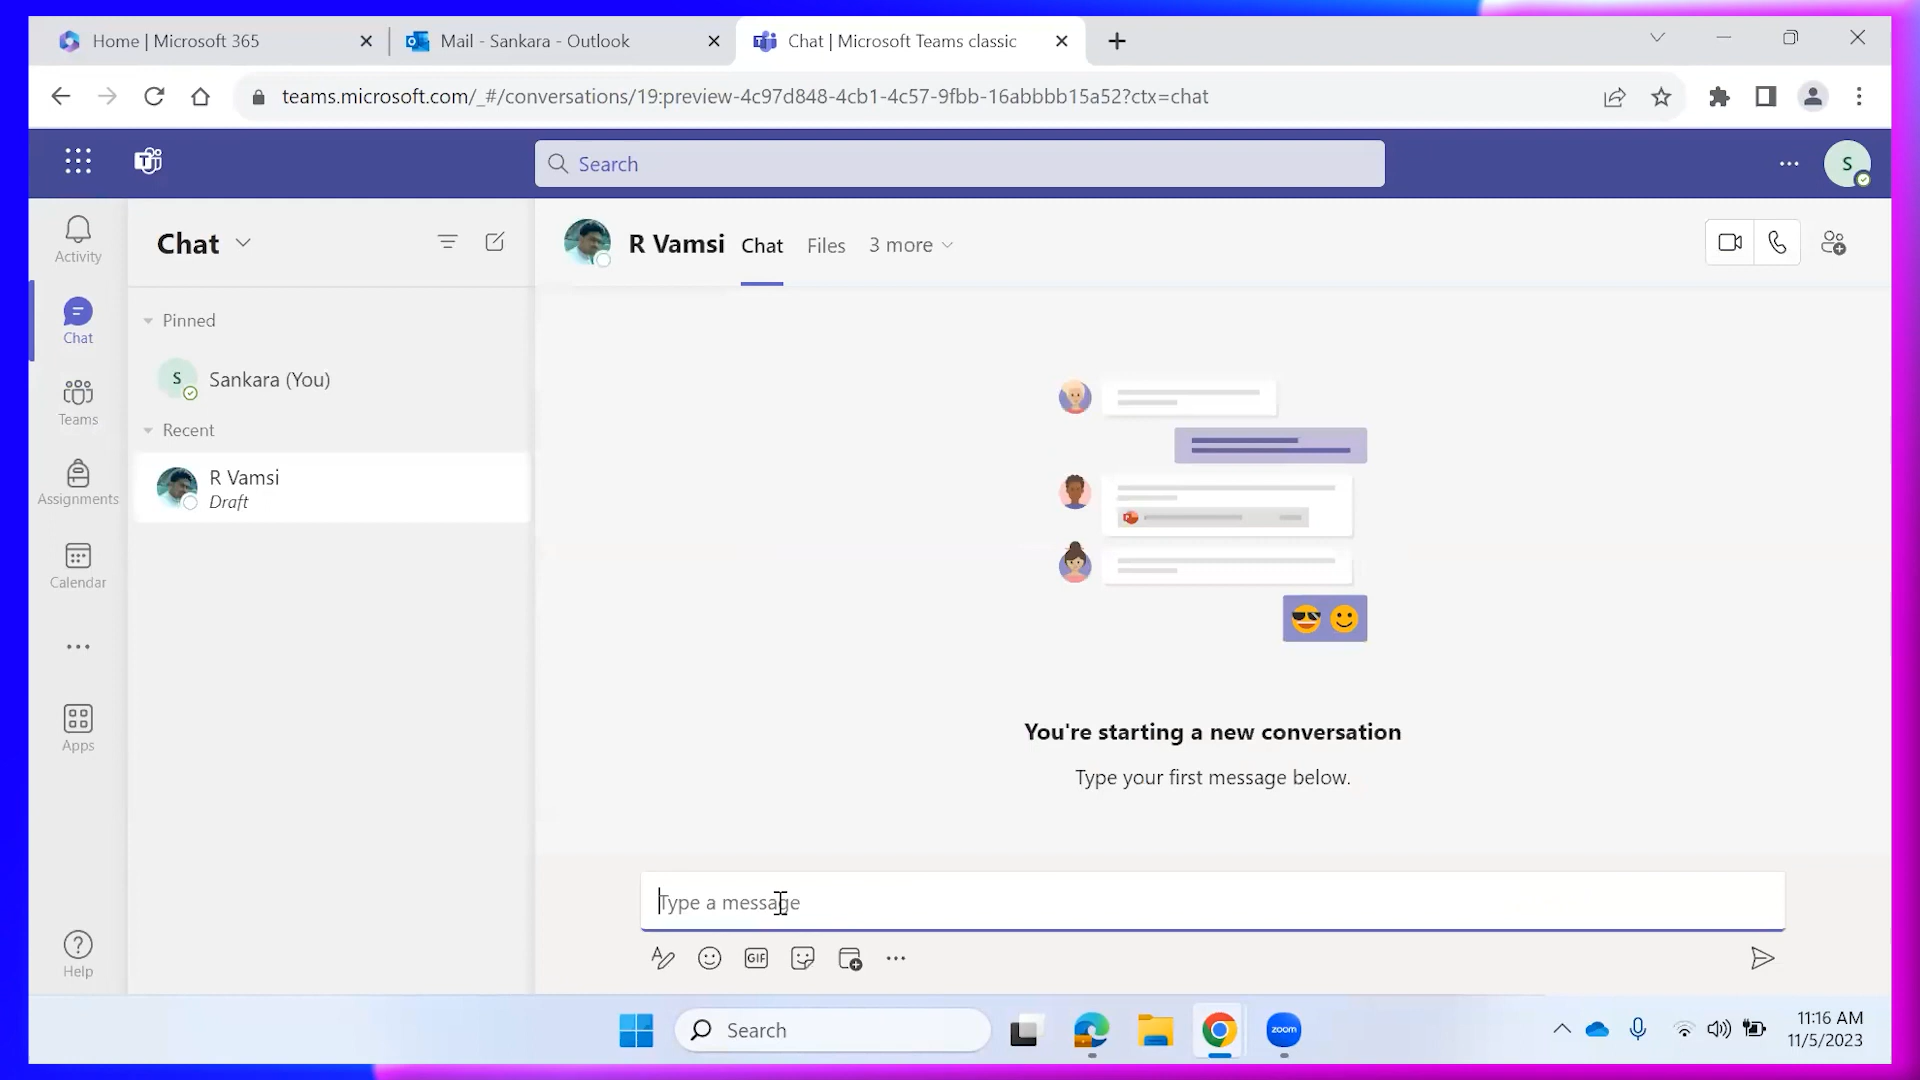 Home | Microsoft 365
Mail - Sankara - Outlook
Chat | Microsoft Teams classic
teams.microsoft.com/_#/conversations/19:preview-4c97d848-4cb1-4c57-9fbb-16abbbb15a52?ctx=chat
Search
S
Activity
Chat
Teams
Assignments
Calendar
Apps
Help
Chat
Pinned
S
Sankara (You)
Recent
R Vamsi
Draft
R Vamsi
Chat
Files
3 more
You're starting a new conversation
Type your first message below.
Type a message
GIF
Search
zoom
11:16 AM
11/5/2023